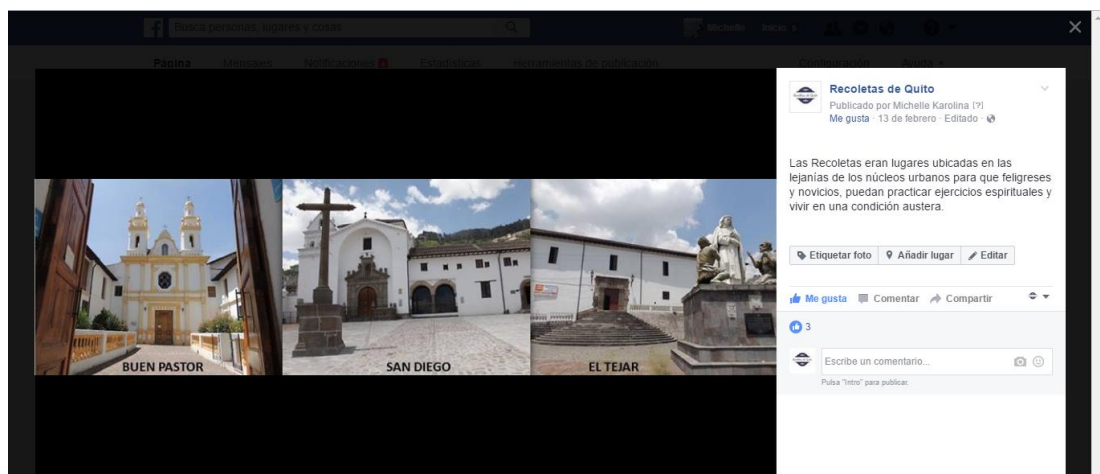 Busca personas, lugares y cosas
Michelle Inicio 5
Página Mensajes Notificaciones 4 Estadísticas Herramientas de publicación Configuración Ayuda
BUEN PASTOR
SAN DIEGO
EL TEJAR
Recoletas de Quito
Publicado por Michelle Karolina [?]
Me gusta · 13 de febrero · Editado ·
Las Recoletas eran lugares ubicadas en las
lejanías de los núcleos urbanos para que feligreses
y novicios, puedan practicar ejercicios espirituales y
vivir en una condición austera.
Etiquetar foto Añadir lugar Editar
Me gusta Comentar Compartir
3
Escribe un comentario...
Pulsa "Intro" para publicar.